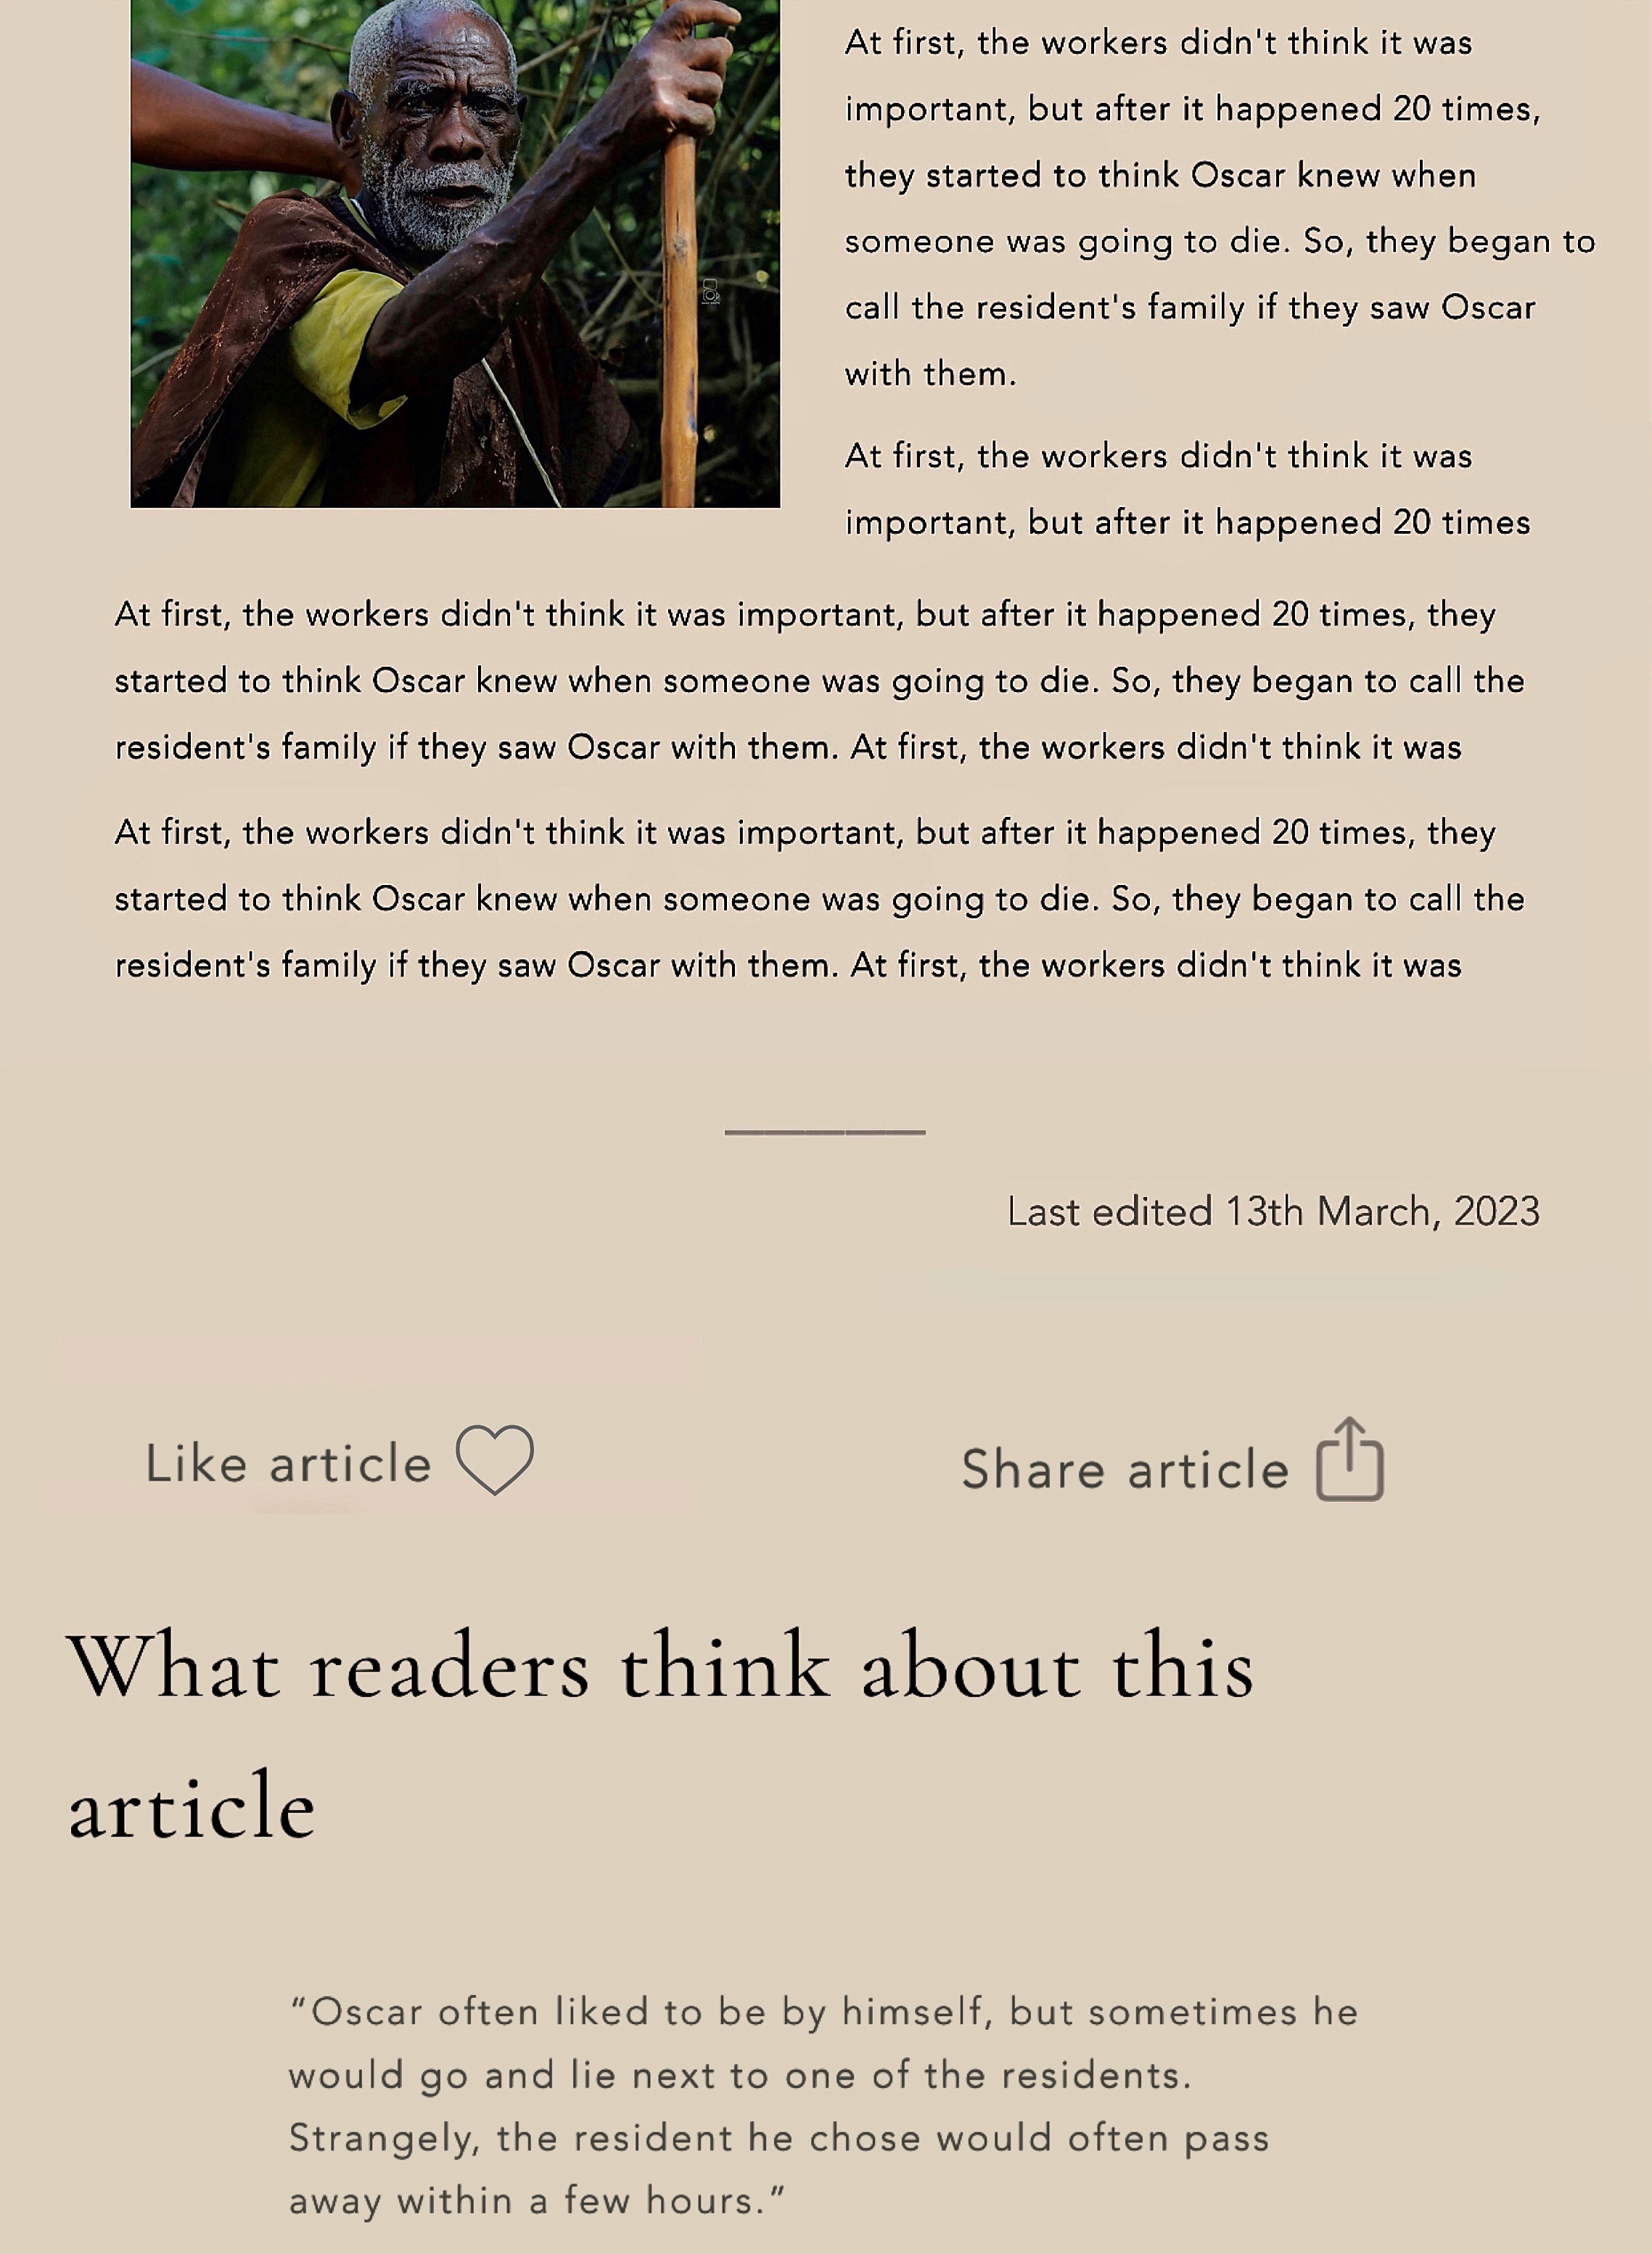 At first, the workers didn't think it was
important, but after it happened 20 times,
they started to think Oscar knew when
someone was going to die. So, they began to
call the resident's family if they saw Oscar
with them.
At first, the workers didn't think it was
important, but after it happened 20 times
At first, the workers didn't think it was important, but after it happened 20 times, they
started to think Oscar knew when someone was going to die. So, they began to call the
resident's family if they saw Oscar with them. At first, the workers didn't think it was
At first, the workers didn't think it was important, but after it happened 20 times, they
started to think Oscar knew when someone was going to die. So, they began to call the
resident's family if they saw Oscar with them. At first, the workers didn't think it was
Last edited 13th March, 2023
Like article
Share article
What readers think about this
article
“Oscar often liked to be by himself, but sometimes he
would go and lie next to one of the residents.
Strangely, the resident he chose would often pass
away within a few hours.”